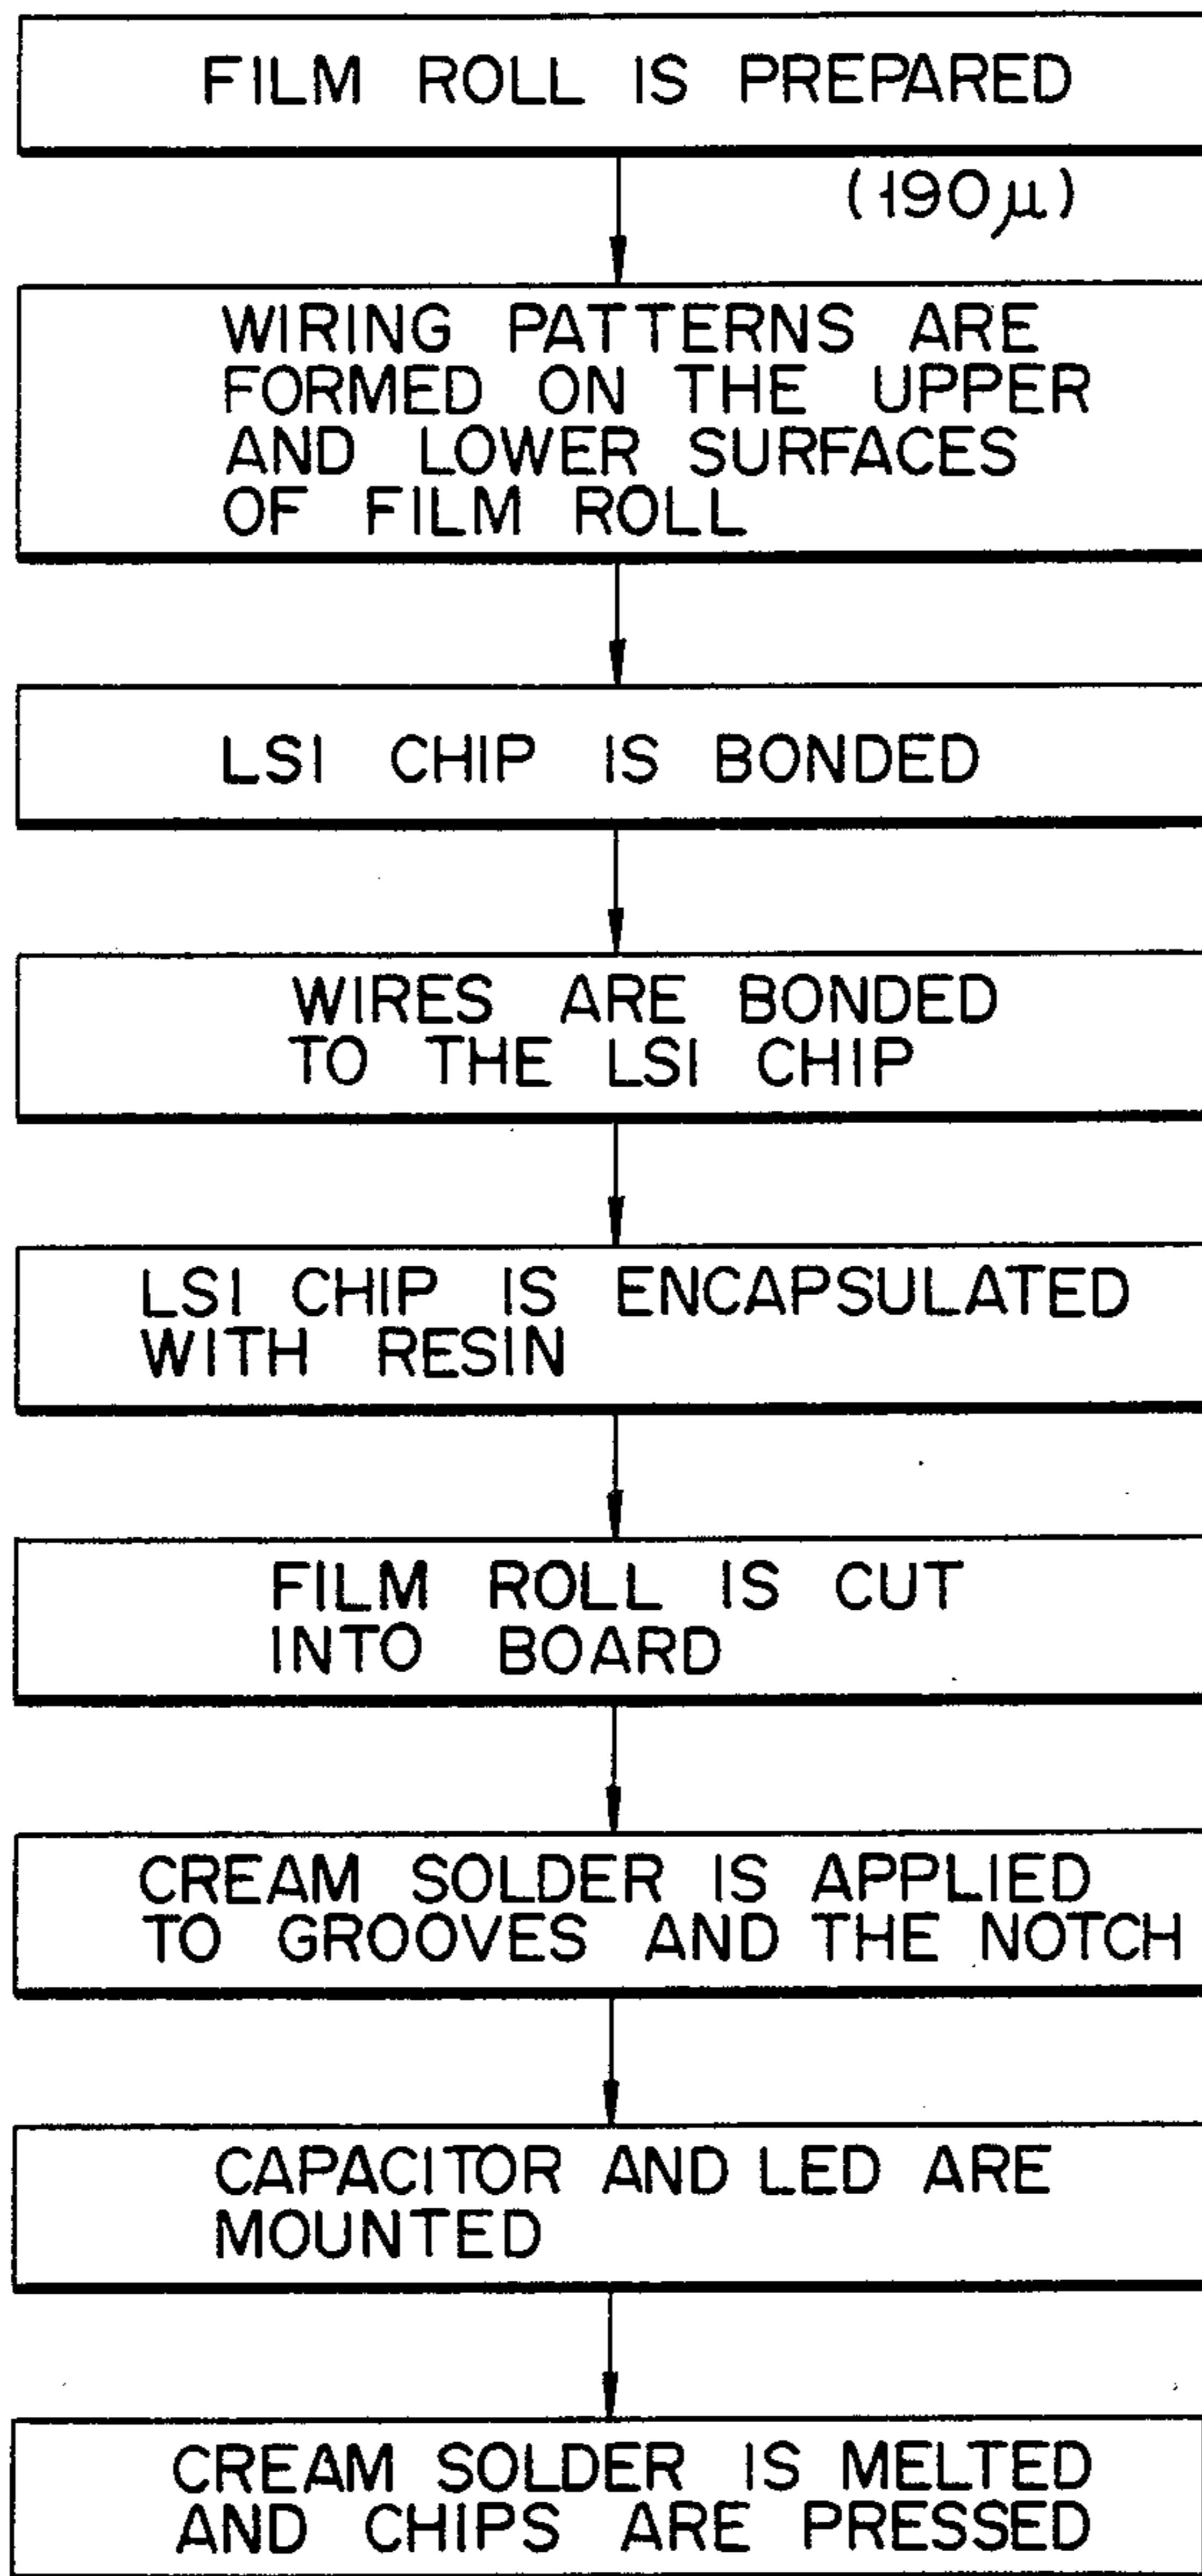 FILM ROLL IS PREPARED
(190μ)
WIRING PATTERNS ARE
FORMED ON THE UPPER
AND LOWER SURFACES
OF FILM ROLL
LSI CHIP IS BONDED
WIRES ARE BONDED
TO THE LSI CHIP
LSI CHIP IS ENCAPSULATED
WITH RESIN
FILM ROLL IS CUT
INTO BOARD
CREAM SOLDER IS APPLIED
TO GROOVES AND THE NOTCH
CAPACITOR AND LED ARE
MOUNTED
CREAM SOLDER IS MELTED
AND CHIPS ARE PRESSED